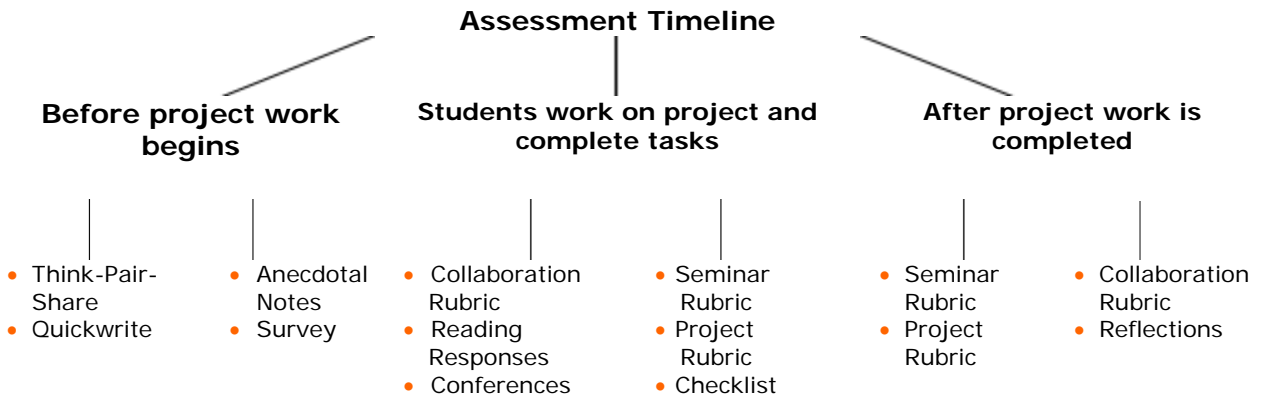 Assessment Timeline
Before project work
begins
Students work on project and
complete tasks
After project work is
completed
• Think-Pair-
Share
• Quickwrite
• Anecdotal
Notes
• Survey
• Collaboration
Rubric
• Reading
Responses
• Conferences
• Seminar
Rubric
• Project
Rubric
• Checklist
• Seminar
Rubric
• Project
Rubric
• Collaboration
Rubric
• Reflections